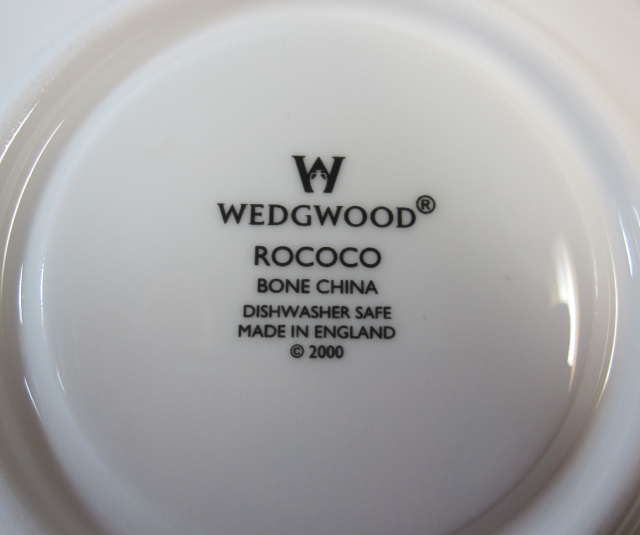 W
WEDGWOOD®
ROCOCO
BONE CHINA
DISHWASHER SAFE
MADE IN ENGLAND
© 2000